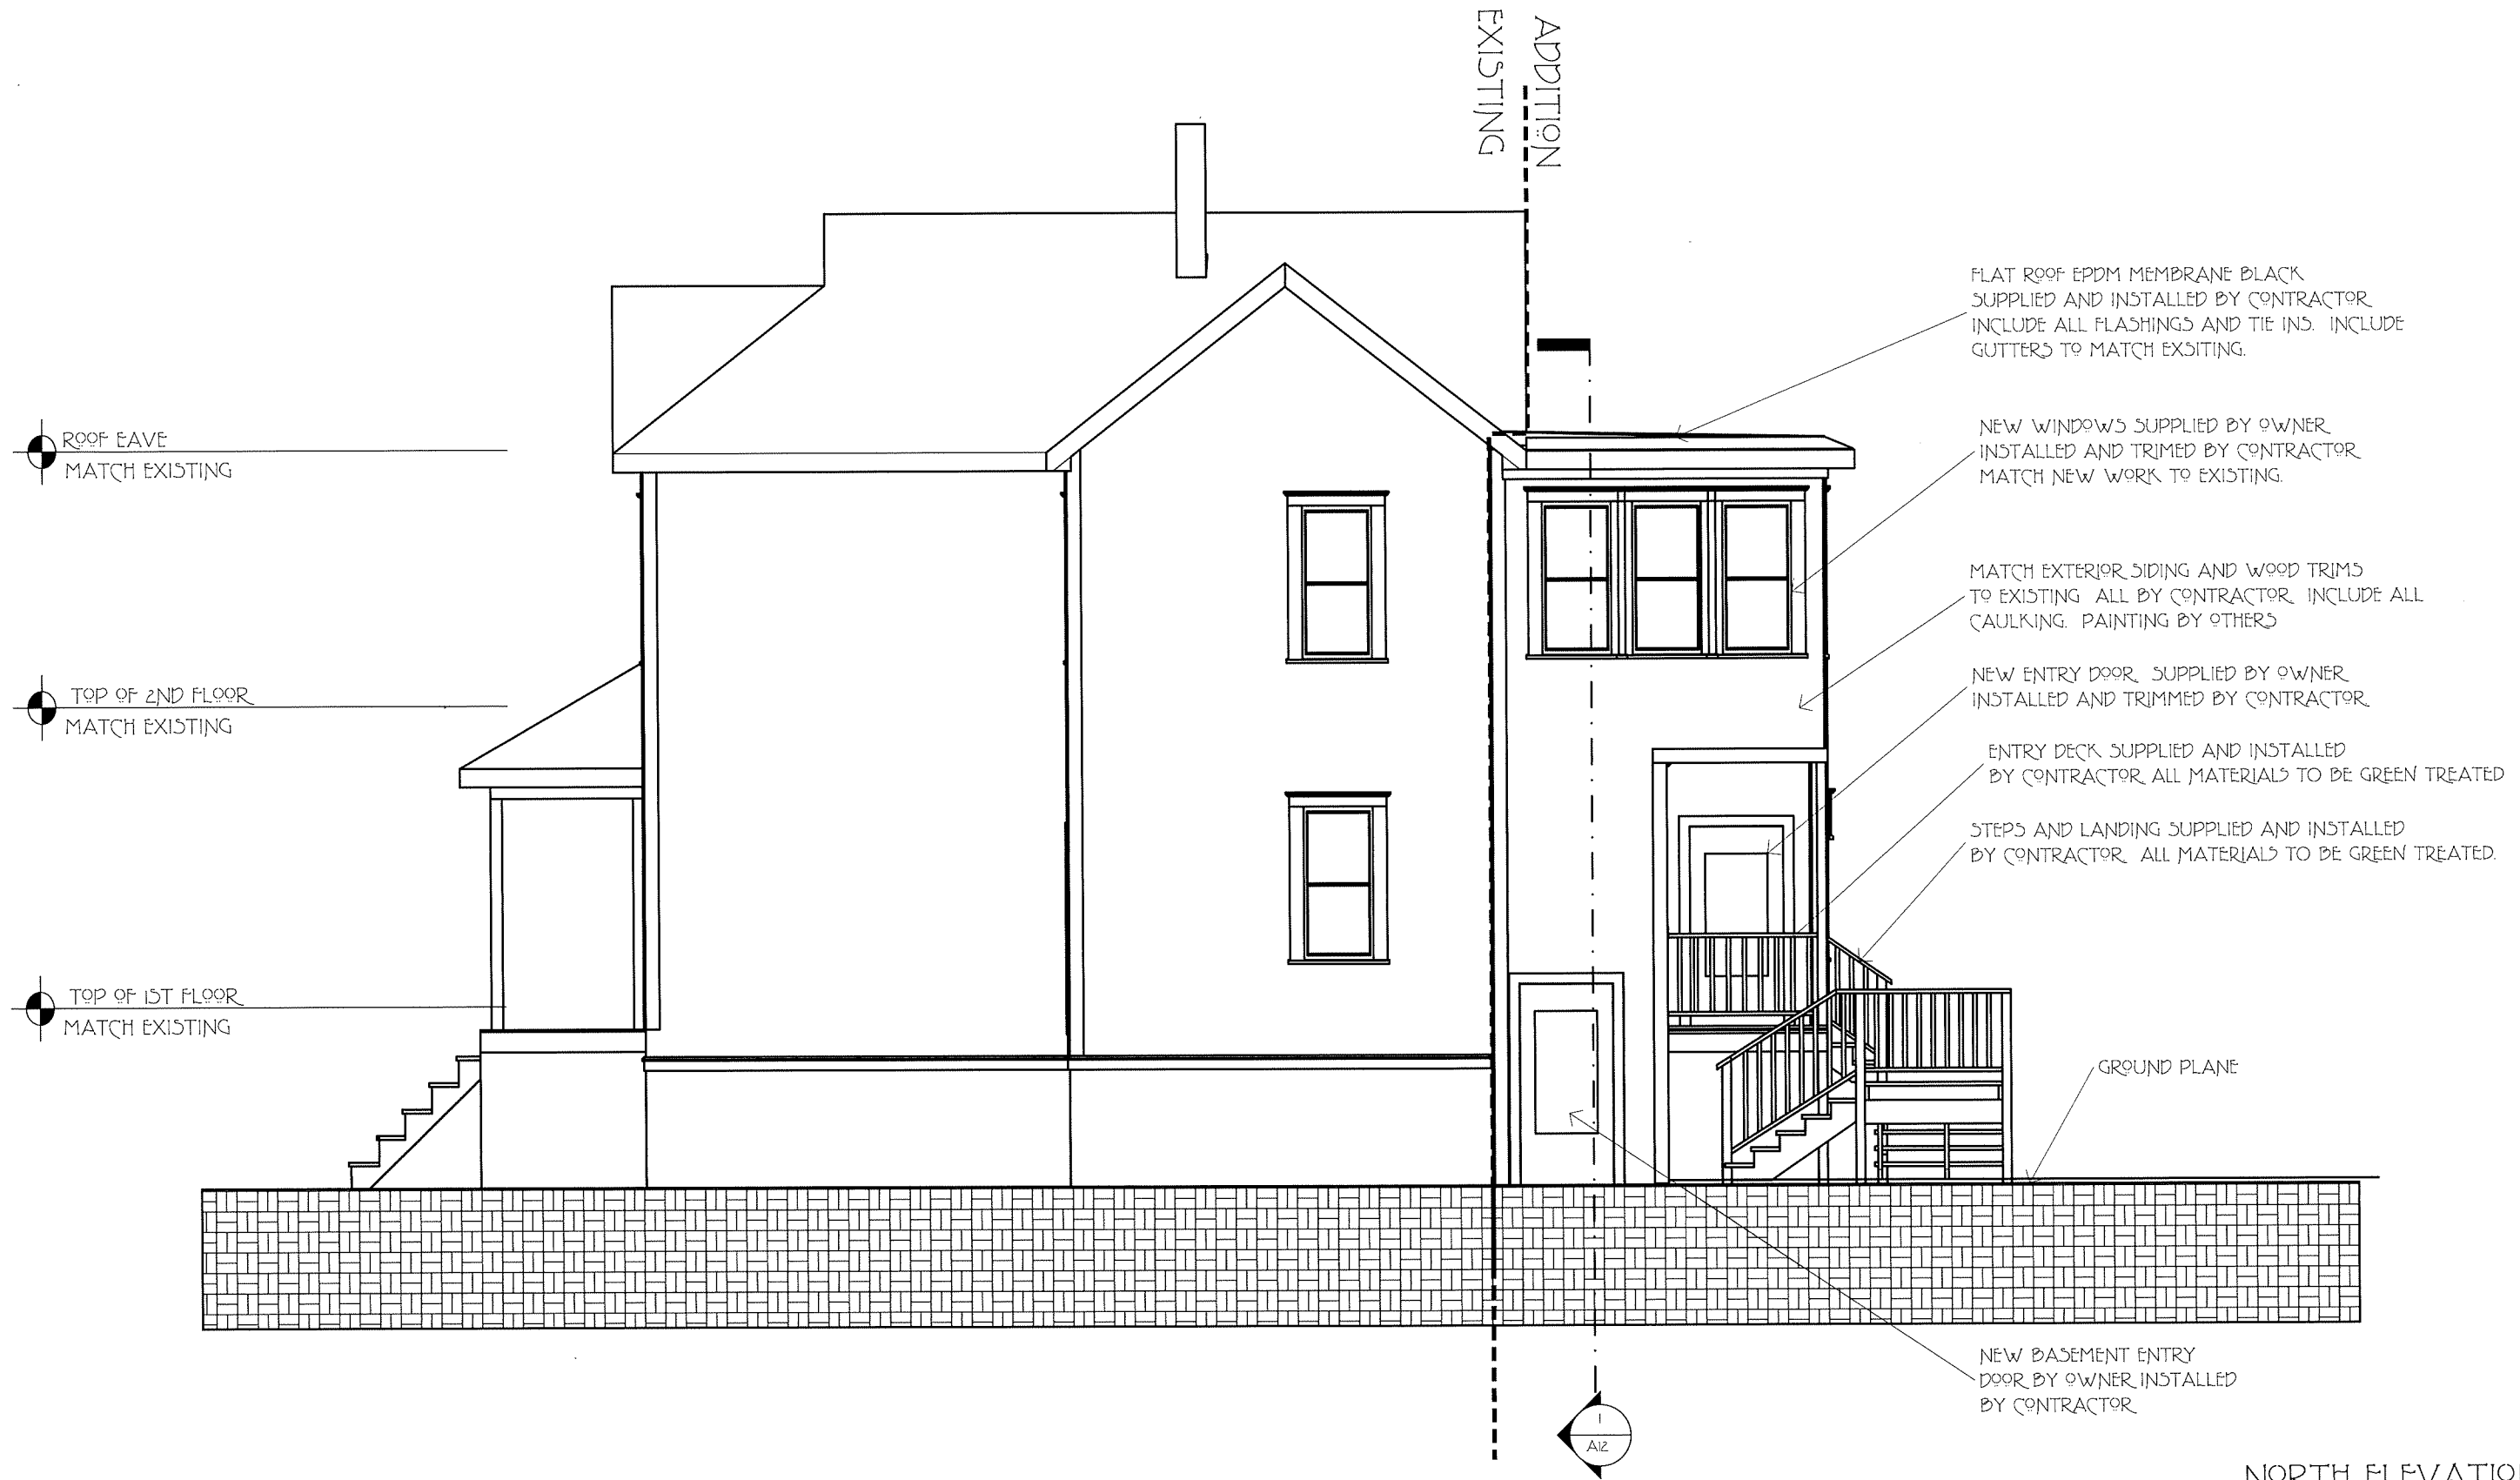 EXISTING
ADDITION
ROOF EAVE
MATCH EXISTING
TOP OF 2ND FLOOR
MATCH EXISTING
TOP OF 1ST FLOOR
MATCH EXISTING
FLAT ROOF EPDM MEMBRANE BLACK
SUPPLIED AND INSTALLED BY CONTRACTOR
INCLUDE ALL FLASHINGS AND TIE INS. INCLUDE
GUTTERS TO MATCH EXSITING.
NEW WINDOWS SUPPLIED BY OWNER
INSTALLED AND TRIMED BY CONTRACTOR
MATCH NEW WORK TO EXISTING.
MATCH EXTERIOR SIDING AND WOOD TRIMS
TO EXISTING ALL BY CONTRACTOR INCLUDE ALL
CAULKING. PAINTING BY OTHERS
NEW ENTRY DOOR SUPPLIED BY OWNER
INSTALLED AND TRIMMED BY CONTRACTOR
ENTRY DECK SUPPLIED AND INSTALLED
BY CONTRACTOR ALL MATERIALS TO BE GREEN TREATED
STEPS AND LANDING SUPPLIED AND INSTALLED
BY CONTRACTOR ALL MATERIALS TO BE GREEN TREATED.
GROUND PLANE
NEW BASEMENT ENTRY
DOOR BY OWNER INSTALLED
BY CONTRACTOR
1
A12
NORTH ELEVATIO